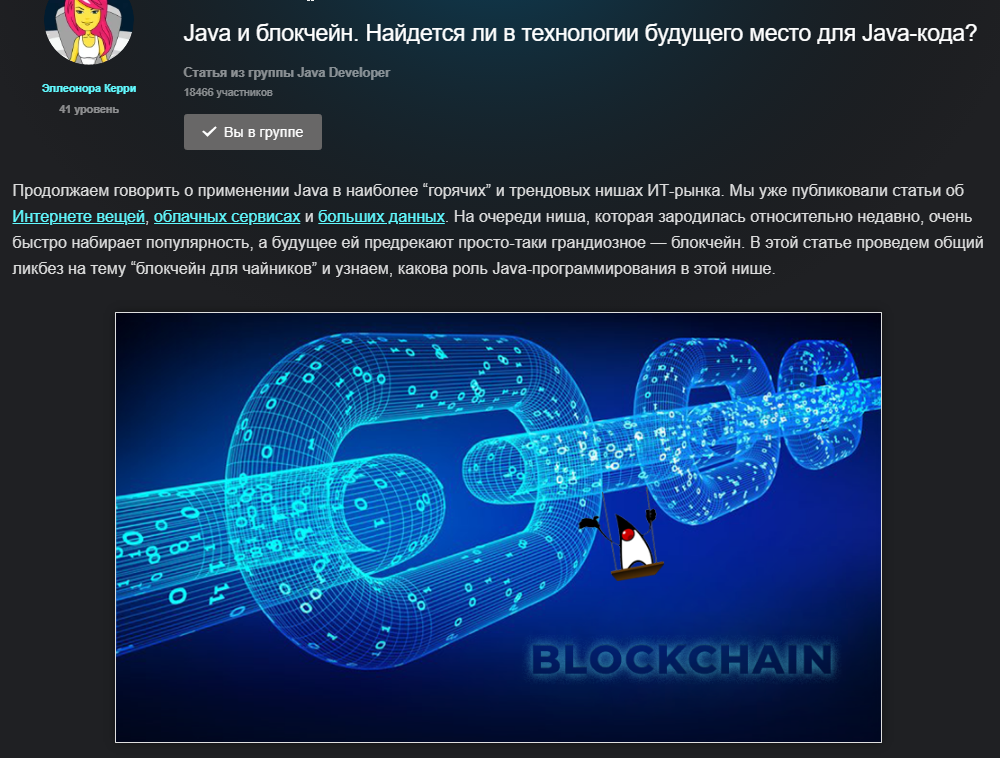 Java и блокчейн. Найдется ли в технологии будущего место для Java-кода?
Эллеонора Керри
41 уровень
Статья из группы Java Developer
18466 участников
Вы в группе
Продолжаем говорить о применении Java в наиболее “горячих” и трендовых нишах ИТ-рынка. Мы уже публиковали статьи об
Интернете вещей, облачных сервисах и больших данных. На очереди ниша, которая зародилась относительно недавно, очень
быстро набирает популярность, а будущее ей предрекают просто-таки грандиозное — блокчейн. В этой статье проведем общий
ликбез на тему “блокчейн для чайников” и узнаем, какова роль Java-программирования в этой нише.
BLOCKCHAIN